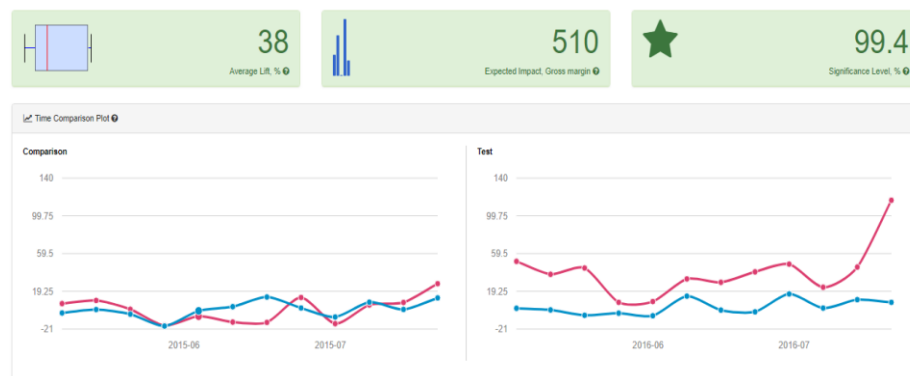 38
Average Lift, %
510
Expected Impact, Gross margin
99.4
Significance Level, %
Time Comparison Plot
Comparison
140
99.75
59.5
19.25
-21
2015-06
2015-07
Test
140
99.75
59.5
19.25
-21
2016-06
2016-07